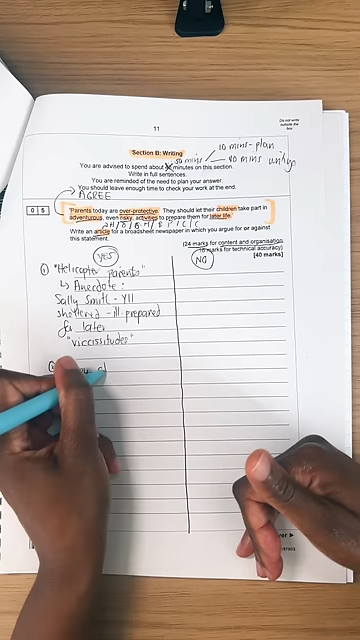 11
Do not write
outside the
box
10 mins - plan
Section B: Writing
You are advised to spend about minutes on this section.
50 mins
40 mins writing
Write in full sentences.
You are reminded of the need to plan your answer.
You should leave enough time to check your work at the end.
AGREE
0 5
'Parents today are over-protective. They should let their children take part in
adventurous, even risky, activities to prepare them for later life.'
Write an article for a broadsheet newspaper in which you argue for or against
this statement.
(24 marks for content and organisation
16 marks for technical accuracy)
[40 marks]
YES
NO
① "Helicopter parents"
↳ Anecdote:
Sally Smith - Y11
sheltered - ill-prepared
for later
"viccissitudes"